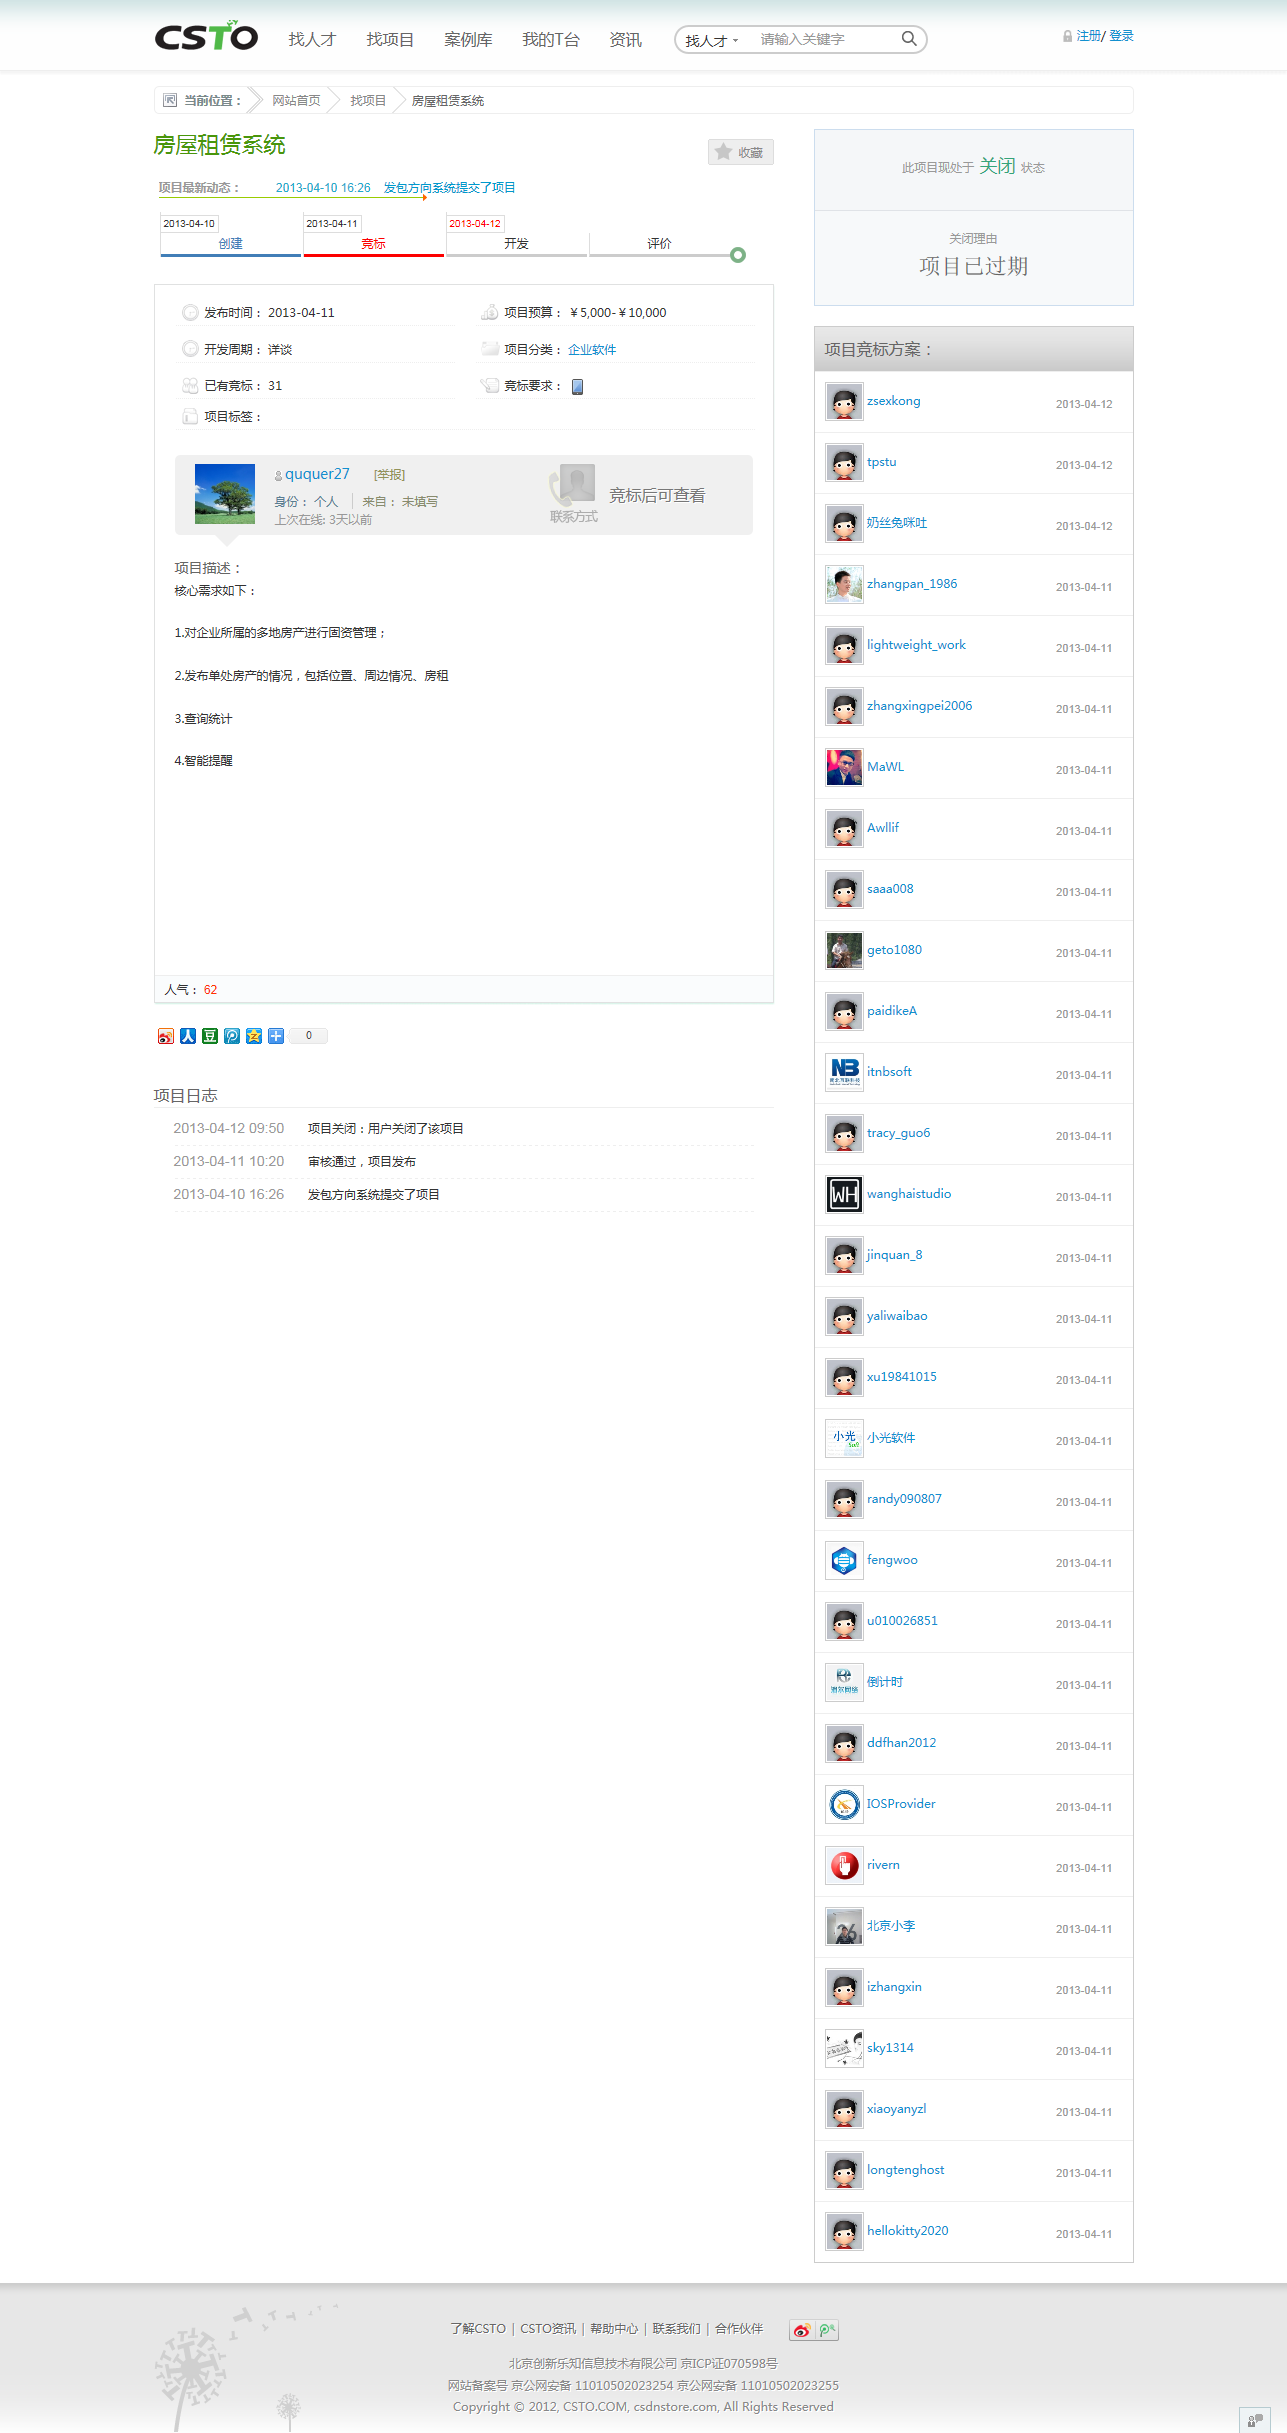 CSTO 找人才 找项目 案例库 我的T台 资讯 找人才 请输入关键字 注册/ 登录
当前位置： 网站首页 找项目 房屋租赁系统
房屋租赁系统
收藏
项目最新动态： 2013-04-10 16:26 发包方向系统提交了项目
2013-04-10 2013-04-11 2013-04-12
创建 竞标 开发 评价
发布时间： 2013-04-11 项目预算： ￥5,000-￥10,000
开发周期： 详谈 项目分类： 企业软件
已有竞标： 31 竞标要求：
项目标签：
ququer27 [举报]
身份： 个人 来自： 未填写
上次在线: 3天以前
联系方式 竞标后可查看
项目描述：
核心需求如下：
1.对企业所属的多地房产进行固资管理；
2.发布单处房产的情况，包括位置、周边情况、房租
3.查询统计
4.智能提醒
人气： 62
人 豆 0
项目日志
2013-04-12 09:50 项目关闭：用户关闭了该项目
2013-04-11 10:20 审核通过，项目发布
2013-04-10 16:26 发包方向系统提交了项目
此项目现处于 关闭 状态
关闭理由
项目已过期
项目竞标方案：
zsexkong 2013-04-12
tpstu 2013-04-12
奶丝兔咪吐 2013-04-12
zhangpan_1986 2013-04-11
lightweight_work 2013-04-11
zhangxingpei2006 2013-04-11
MaWL 2013-04-11
Awllif 2013-04-11
saaa008 2013-04-11
geto1080 2013-04-11
paidikeA 2013-04-11
NB itnbsoft 2013-04-11
tracy_guo6 2013-04-11
WH wanghaistudio 2013-04-11
jinquan_8 2013-04-11
yaliwaibao 2013-04-11
xu19841015 2013-04-11
小光 小光软件 2013-04-11
randy090807 2013-04-11
fengwoo 2013-04-11
u010026851 2013-04-11
倒计时 2013-04-11
ddfhan2012 2013-04-11
IOSProvider 2013-04-11
rivern 2013-04-11
北京小李 2013-04-11
izhangxin 2013-04-11
sky1314 2013-04-11
xiaoyanyzl 2013-04-11
longtenghost 2013-04-11
hellokitty2020 2013-04-11
了解CSTO | CSTO资讯 | 帮助中心 | 联系我们 | 合作伙伴
北京创新乐知信息技术有限公司 京ICP证070598号
网站备案号 京公网安备 11010502023254 京公网安备 11010502023255
Copyright © 2012, CSTO.COM, csdnstore.com, All Rights Reserved